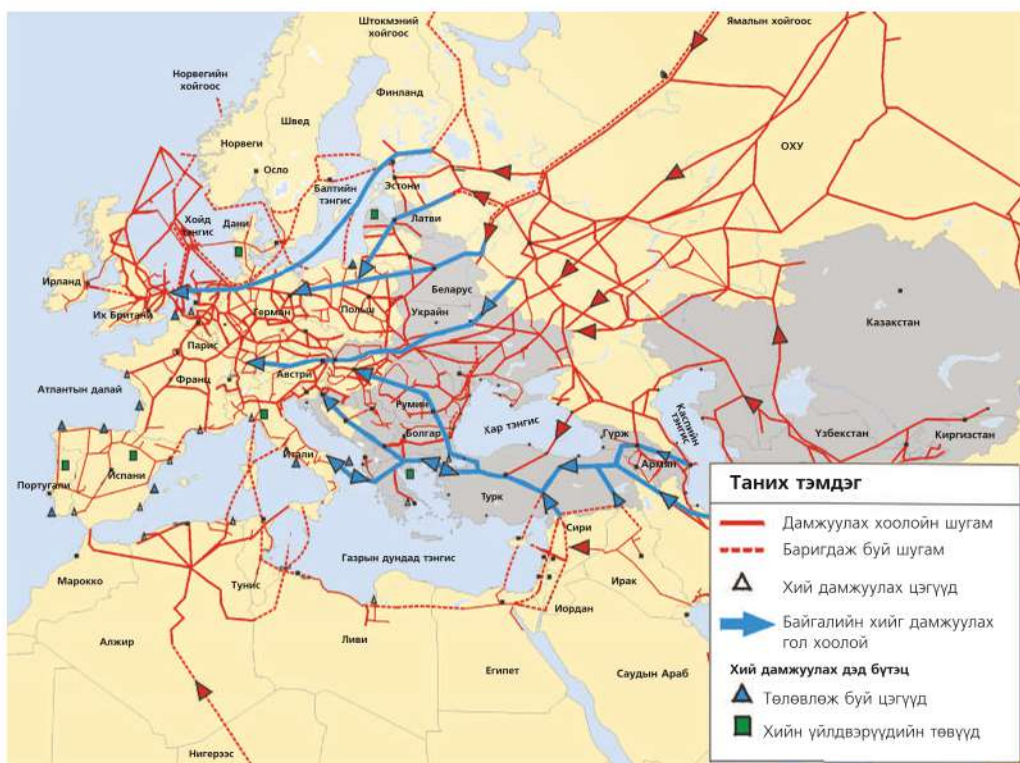 Штокмэний
хойгоос
Ямалын хойгоос
Норвегийн
хойгоос
Финланд
Швед
Норвеги
ОХУ
Осло
Эстони
Балтийн
тэнгис
Хойд
тэнгис
Дани
Латви
Ирланд
Беларус
Их Британи
Герман
Польш
Украйн
Казакстан
Парис
Атлантын далай
Франц
Австри
Румин
Хар тэнгис
Каспийн
тэнгис
Болгар
Гүрж
Үзбекстан
Киргизстан
Итали
Армян
Испани
Португали
Турк
Сири
Газрын дундад тэнгис
Марокко
Тунис
Ирак
Иордан
Алжир
Ливи
Египет
Саудын Араб
Нигерээс
Таних тэмдэг
Дамжуулах хоолойн шугам
Баригдаж буй шугам
Хий дамжуулах цэгүүд
Байгалийн хийг дамжуулах
гол хоолой
Хий дамжуулах дэд бүтэц
Төлөвлөж буй цэгүүд
Хийн үйлдвэрүүдийн төвүүд